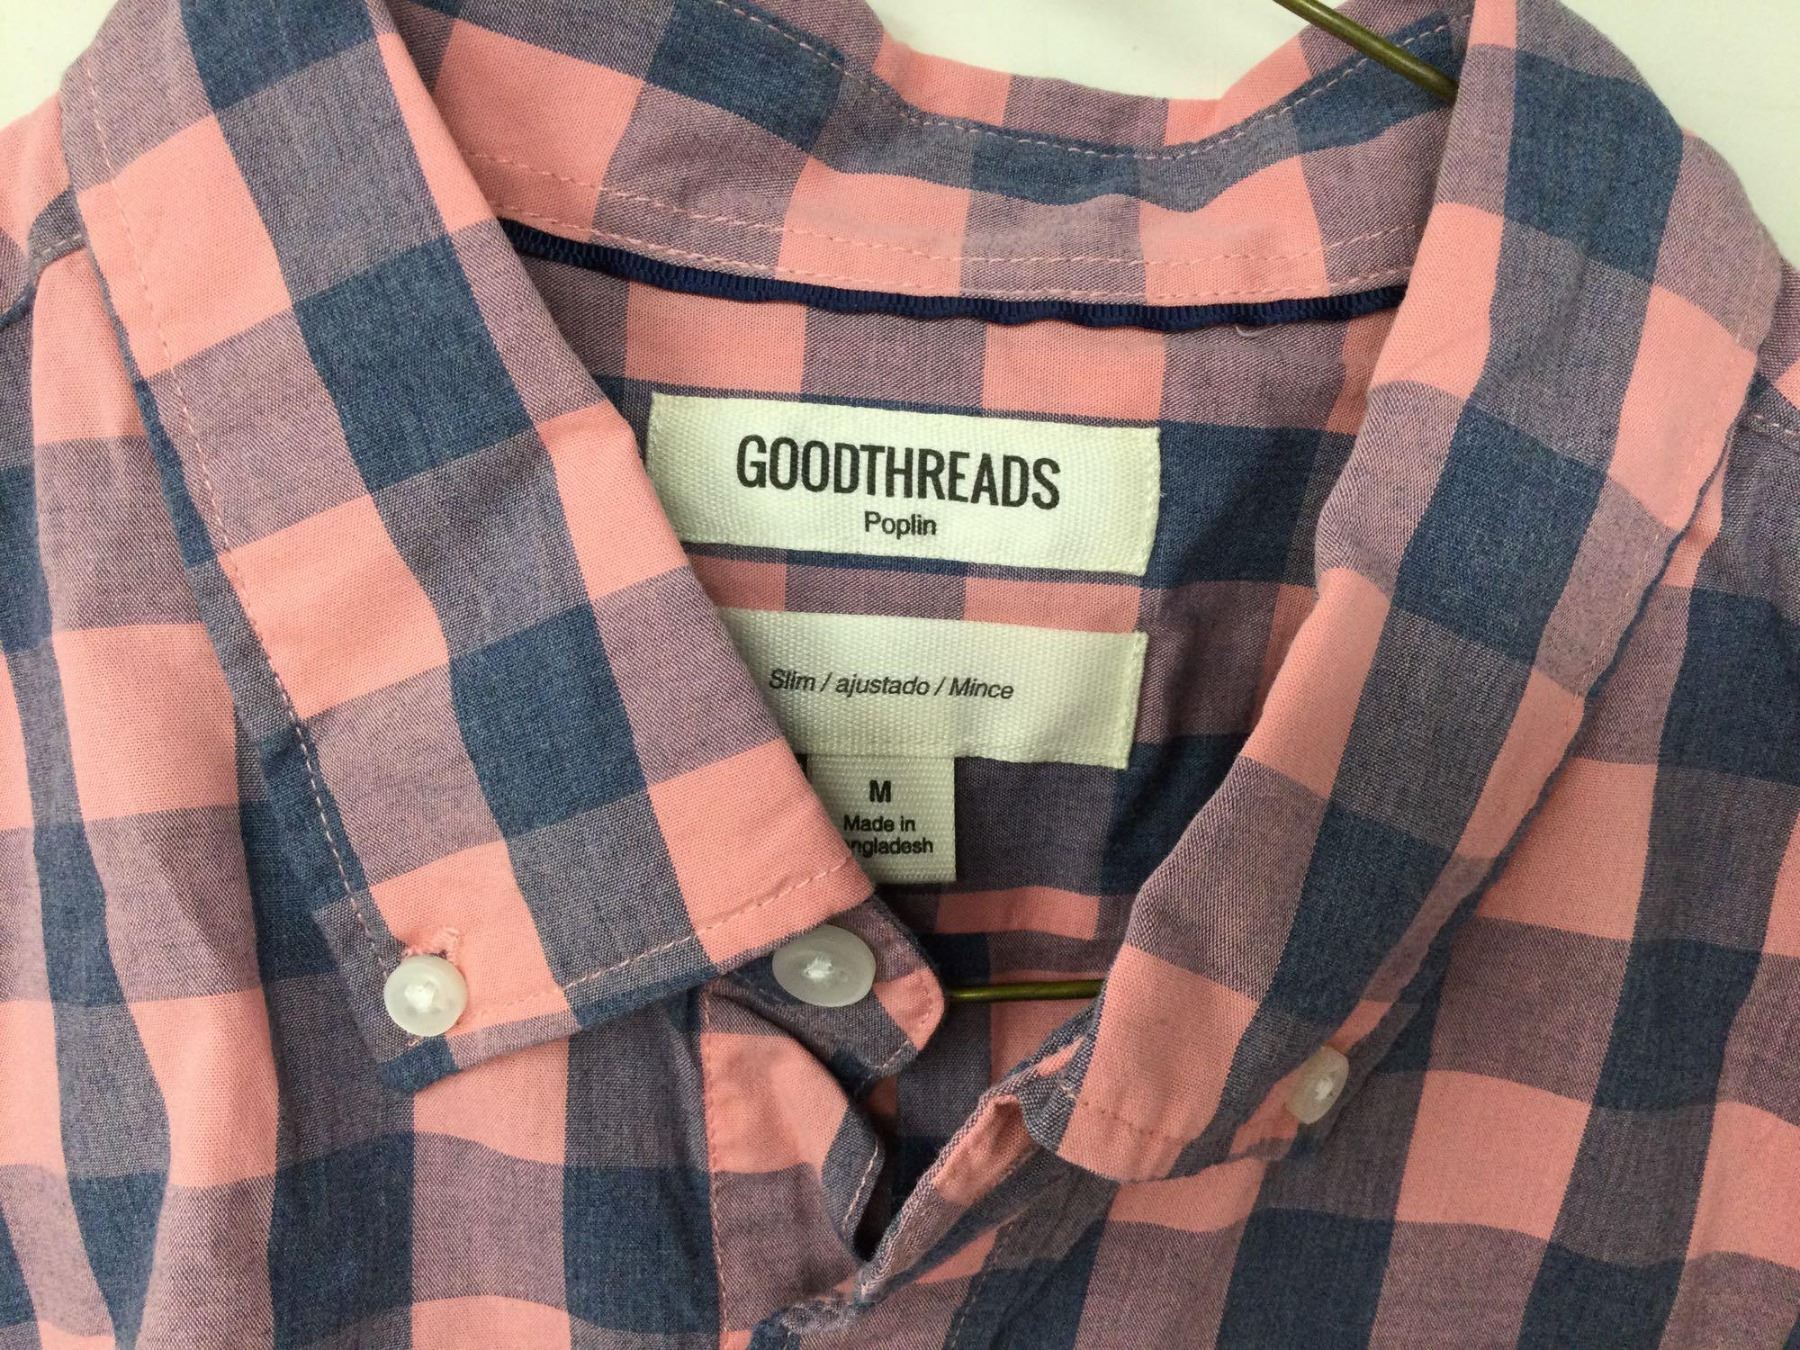 GOODTHREADS
Poplin
Slim / ajustado / Mince
M
Made in
ngladesh